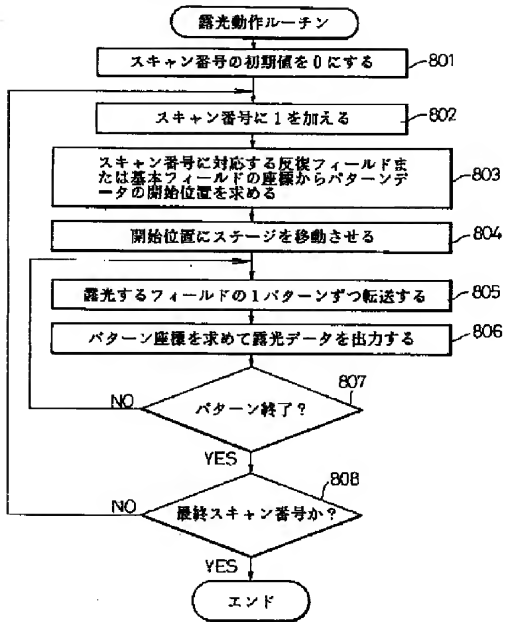 露光動作ルーチン
スキャン番号の初期値を0にする
801
スキャン番号に1を加える
802
スキャン番号に対応する反復フィールドま
たは基本フィールドの座標からパターンデ
ータの開始位置を求める
803
開始位置にステージを移動させる
804
露光するフィールドの1パターンずつ転送する
805
パターン座標を求めて露光データを出力する
806
パターン終了?
807
NO
YES
最終スキャン番号か?
808
NO
YES
エンド